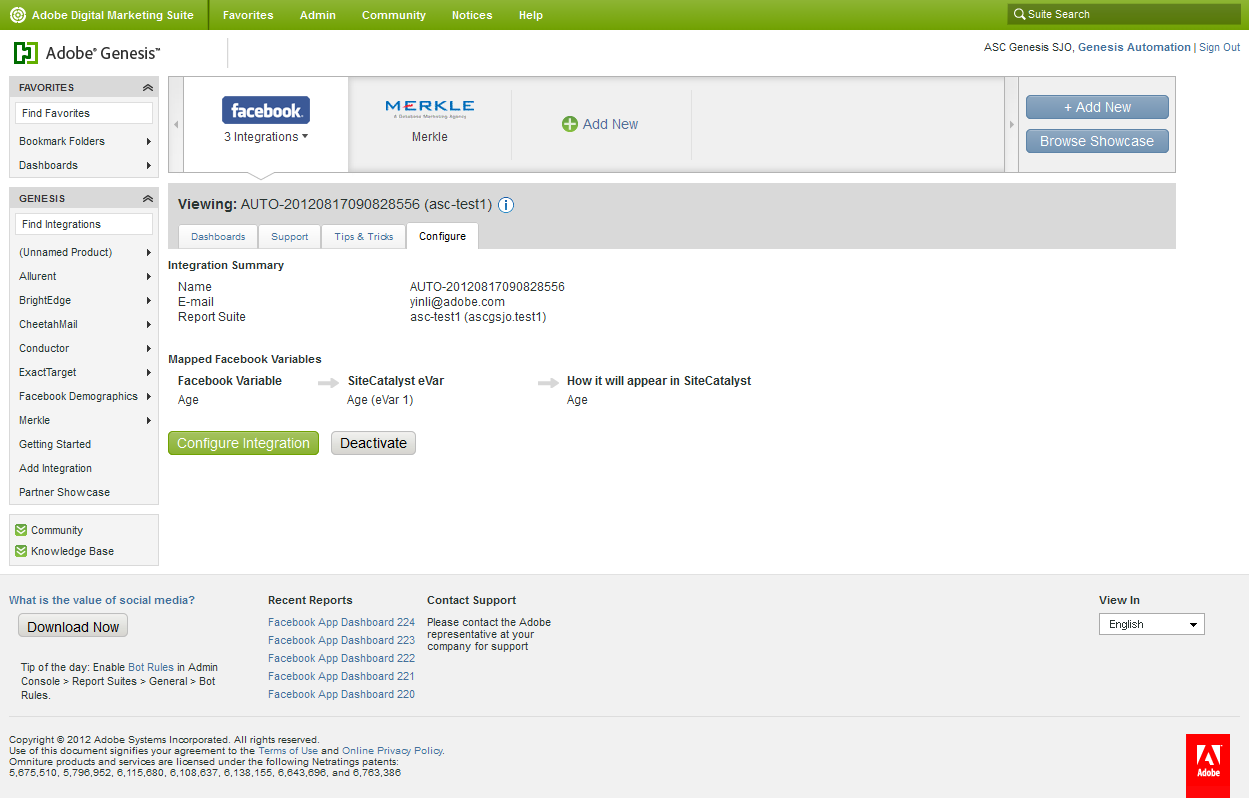 Adobe Digital Marketing Suite Favorites Admin Community Notices Help Suite Search
Adobe® Genesis™
ASC Genesis SJO, Genesis Automation | Sign Out
FAVORITES
Find Favorites
Bookmark Folders
Dashboards
GENESIS
Find Integrations
(Unnamed Product)
Allurent
BrightEdge
CheetahMail
Conductor
ExactTarget
Facebook Demographics
Merkle
Getting Started
Add Integration
Partner Showcase
Community
Knowledge Base
facebook.
3 Integrations
MERKLE
A Database Marketing Agency
Merkle
Add New
+ Add New
Browse Showcase
Viewing: AUTO-20120817090828556 (asc-test1)
Dashboards Support Tips & Tricks Configure
Integration Summary
Name AUTO-20120817090828556
E-mail yinli@adobe.com
Report Suite asc-test1 (ascgsjo.test1)
Mapped Facebook Variables
Facebook Variable SiteCatalyst eVar How it will appear in SiteCatalyst
Age Age (eVar 1) Age
Configure Integration Deactivate
What is the value of social media?
Download Now
Tip of the day: Enable Bot Rules in Admin
Console > Report Suites > General > Bot
Rules.
Recent Reports
Facebook App Dashboard 224
Facebook App Dashboard 223
Facebook App Dashboard 222
Facebook App Dashboard 221
Facebook App Dashboard 220
Contact Support
Please contact the Adobe
representative at your
company for support
View In
English
Copyright © 2012 Adobe Systems Incorporated. All rights reserved.
Use of this document signifies your agreement to the Terms of Use and Online Privacy Policy.
Omniture products and services are licensed under the following Netratings patents:
5,675,510, 5,796,952, 6,115,680, 6,108,637, 6,138,155, 6,643,696, and 6,763,386
Adobe